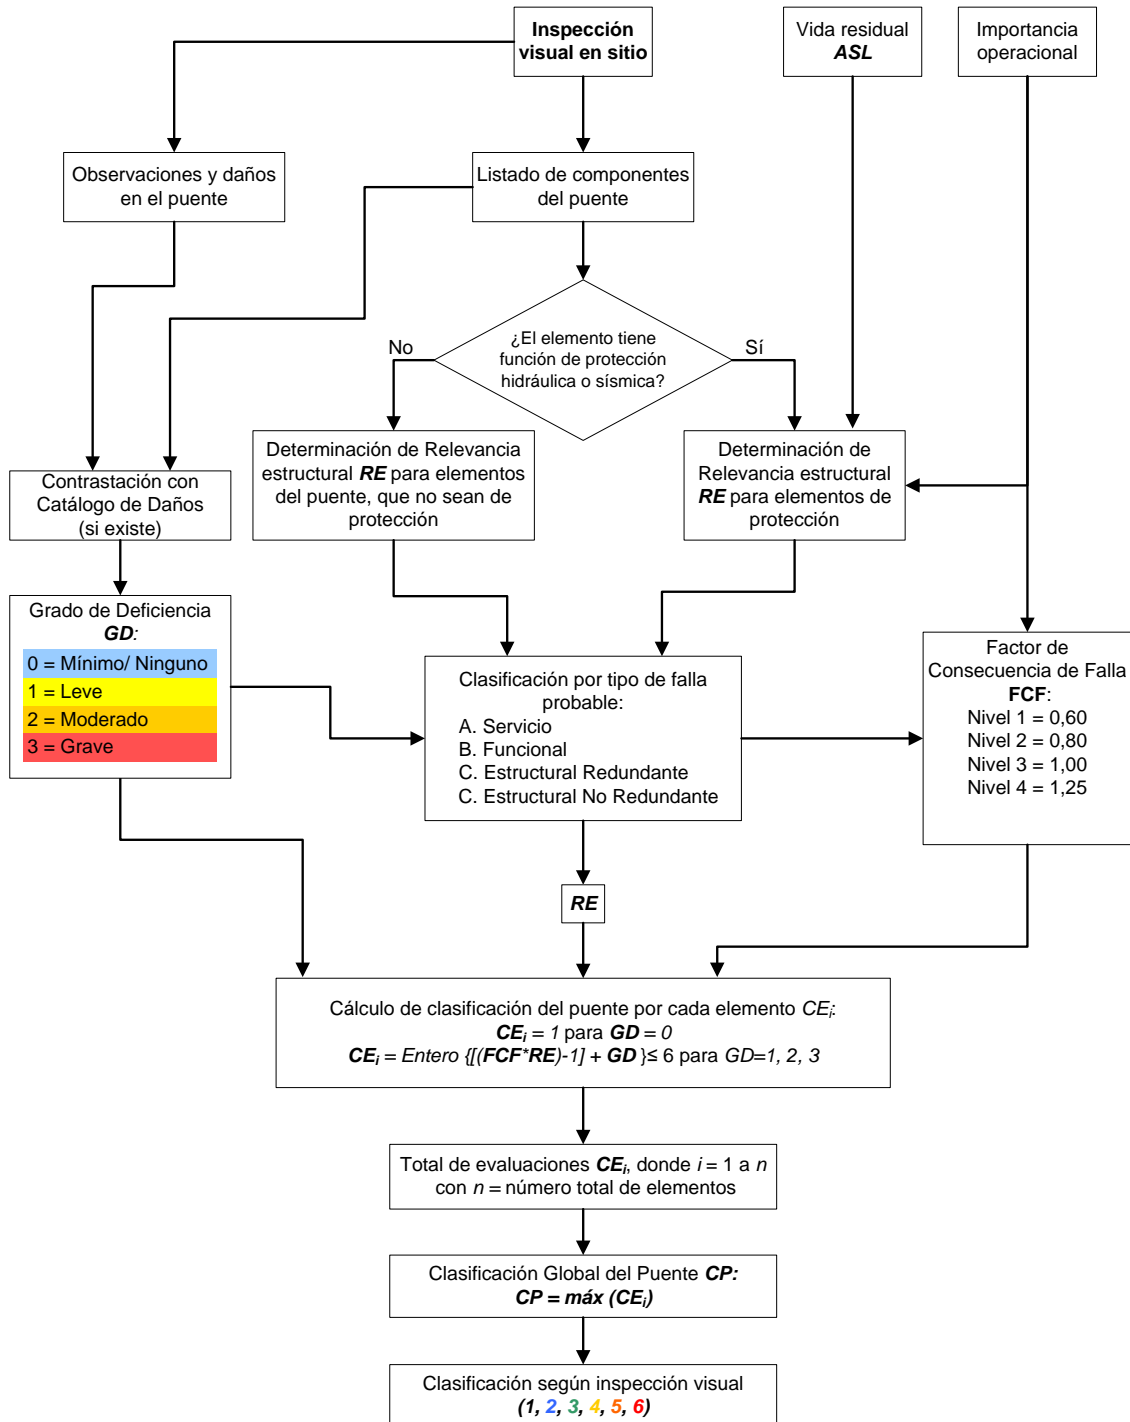 Inspección
visual en sitio
Vida residual
ASL
Importancia
operacional
Observaciones y daños
en el puente
Listado de componentes
del puente
¿El elemento tiene
función de protección
hidráulica o sísmica?
No
Sí
Determinación de Relevancia
estructural RE para elementos
del puente, que no sean de
protección
Determinación de
Relevancia estructural
RE para elementos de
protección
Contrastación con
Catálogo de Daños
(si existe)
Grado de Deficiencia
GD:
0 = Mínimo/ Ninguno
1 = Leve
2 = Moderado
3 = Grave
Clasificación por tipo de falla
probable:
A. Servicio
B. Funcional
C. Estructural Redundante
C. Estructural No Redundante
Factor de
Consecuencia de Falla
FCF:
Nivel 1 = 0,60
Nivel 2 = 0,80
Nivel 3 = 1,00
Nivel 4 = 1,25
RE
Cálculo de clasificación del puente por cada elemento CEi:
CEi = 1 para GD = 0
CEi = Entero {[(FCF*RE)-1] + GD }≤ 6 para GD=1, 2, 3
Total de evaluaciones CEi, donde i = 1 a n
con n = número total de elementos
Clasificación Global del Puente CP:
CP = máx (CEi)
Clasificación según inspección visual
(1, 2, 3, 4, 5, 6)